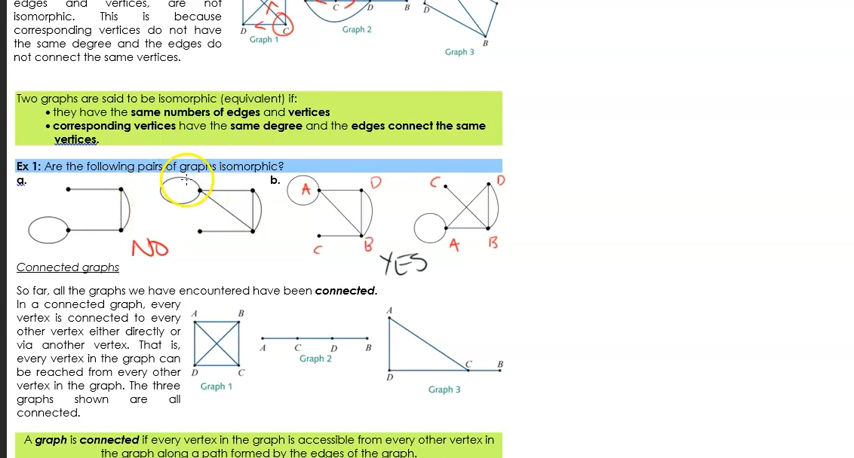 edges and vertices, are not
isomorphic. This is because
corresponding vertices do not have
the same degree and the edges do
not connect the same vertices.
D C
Graph 1
C D B
Graph 2
D B
Graph 3
Two graphs are said to be isomorphic (equivalent) if:
• they have the same numbers of edges and vertices
• corresponding vertices have the same degree and the edges connect the same
vertices.
Ex 1: Are the following pairs of graphs isomorphic?
a.
NO
b.
A D
C B
C D
A B
YES
Connected graphs
So far, all the graphs we have encountered have been connected.
In a connected graph, every
vertex is connected to every
other vertex either directly or
via another vertex. That is,
every vertex in the graph can
be reached from every other
vertex in the graph. The three
graphs shown are all
connected.
A B
D C
Graph 1
A C D B
Graph 2
A
D C B
Graph 3
A graph is connected if every vertex in the graph is accessible from every other vertex in
the graph along a path formed by the edges of the graph.